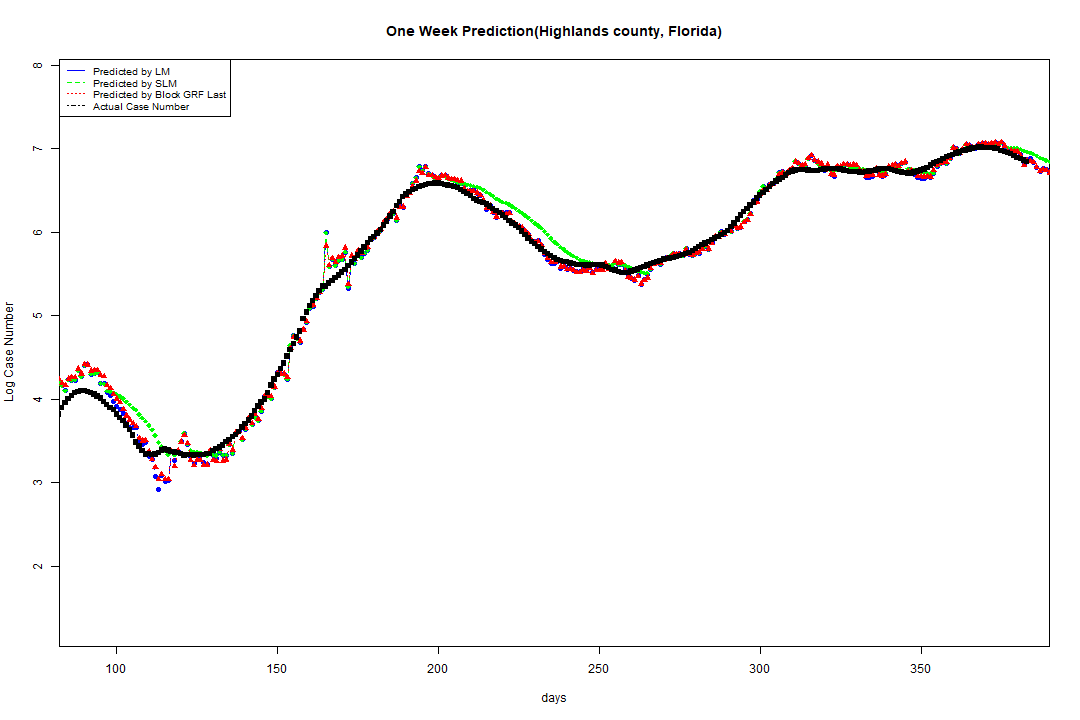 One Week Prediction(Highlands county, Florida)
Predicted by LM
Predicted by SLM
Predicted by Block GRF Last
Actual Case Number
8
7
6
5
4
3
2
Log Case Number
100 150 200 250 300 350
days